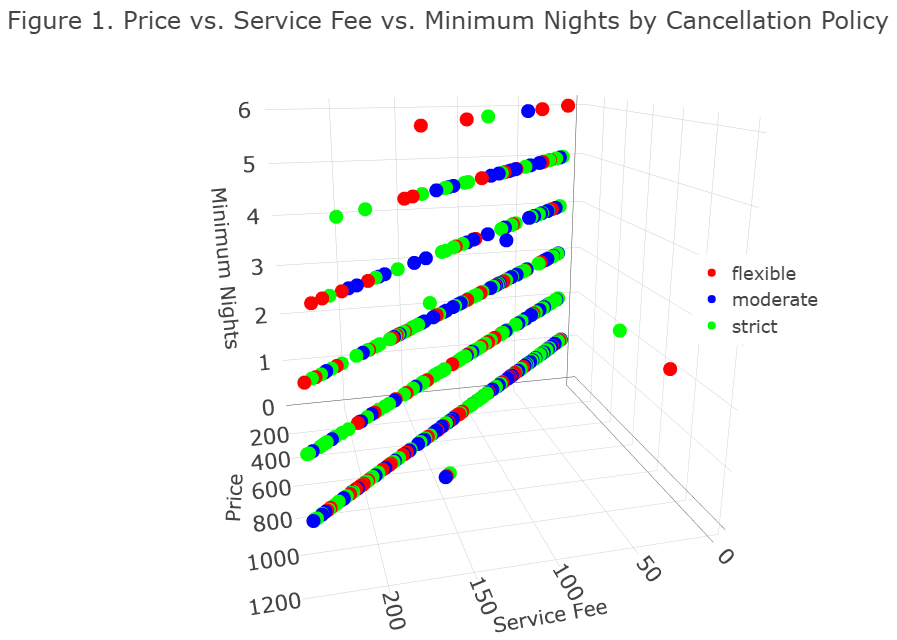 Figure 1. Price vs. Service Fee vs. Minimum Nights by Cancellation Policy
6
5
4
3
2
1
0
Minimum Nights
200
400
600
800
1000
1200
Price
200
150
100
50
0
Service Fee
flexible
moderate
strict